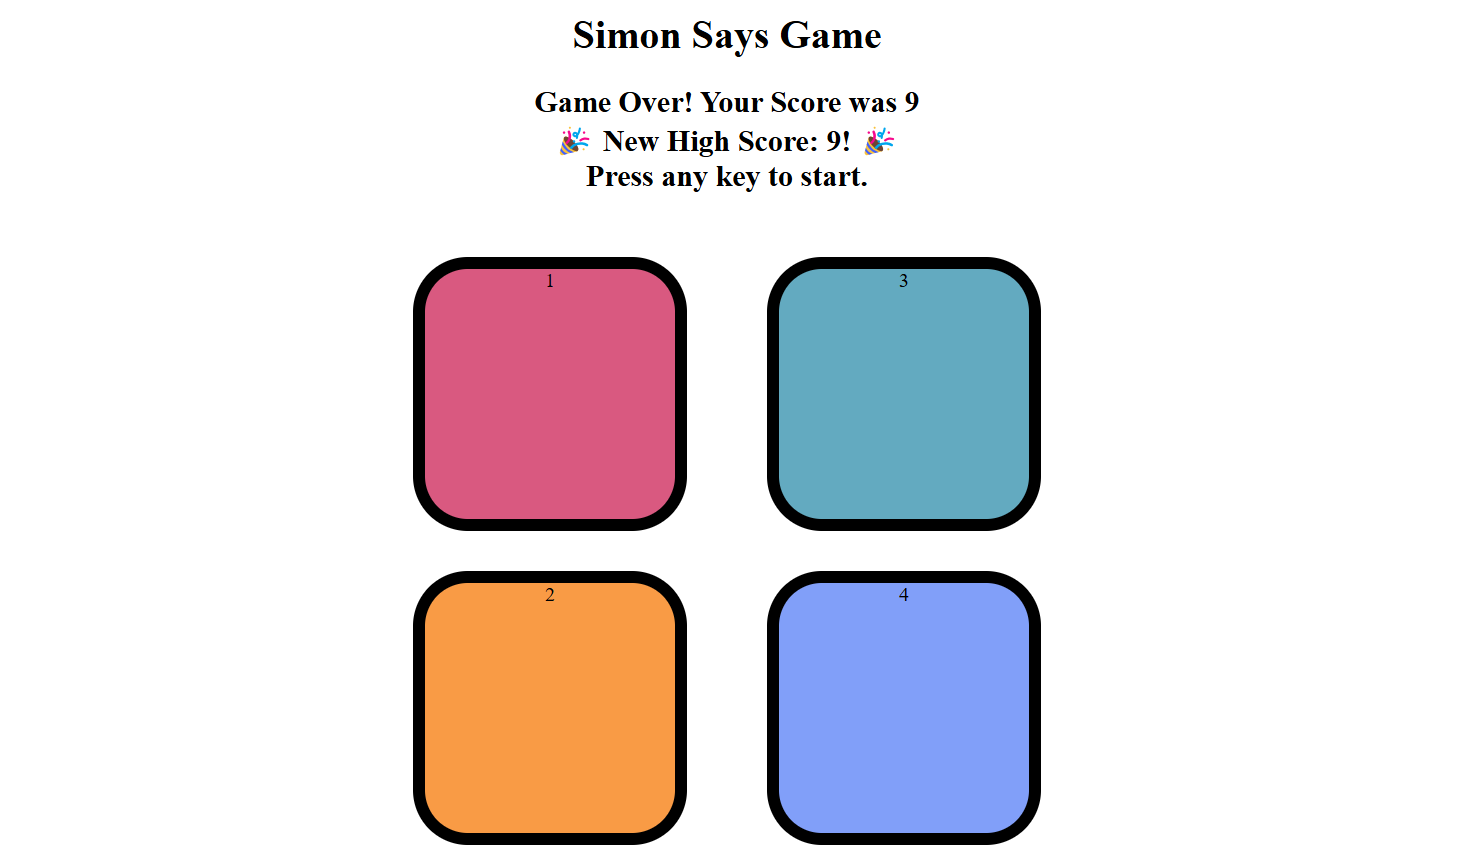 Simon Says Game
Game Over! Your Score was 9
🎉 New High Score: 9! 🎉
Press any key to start.
1
3
2
4